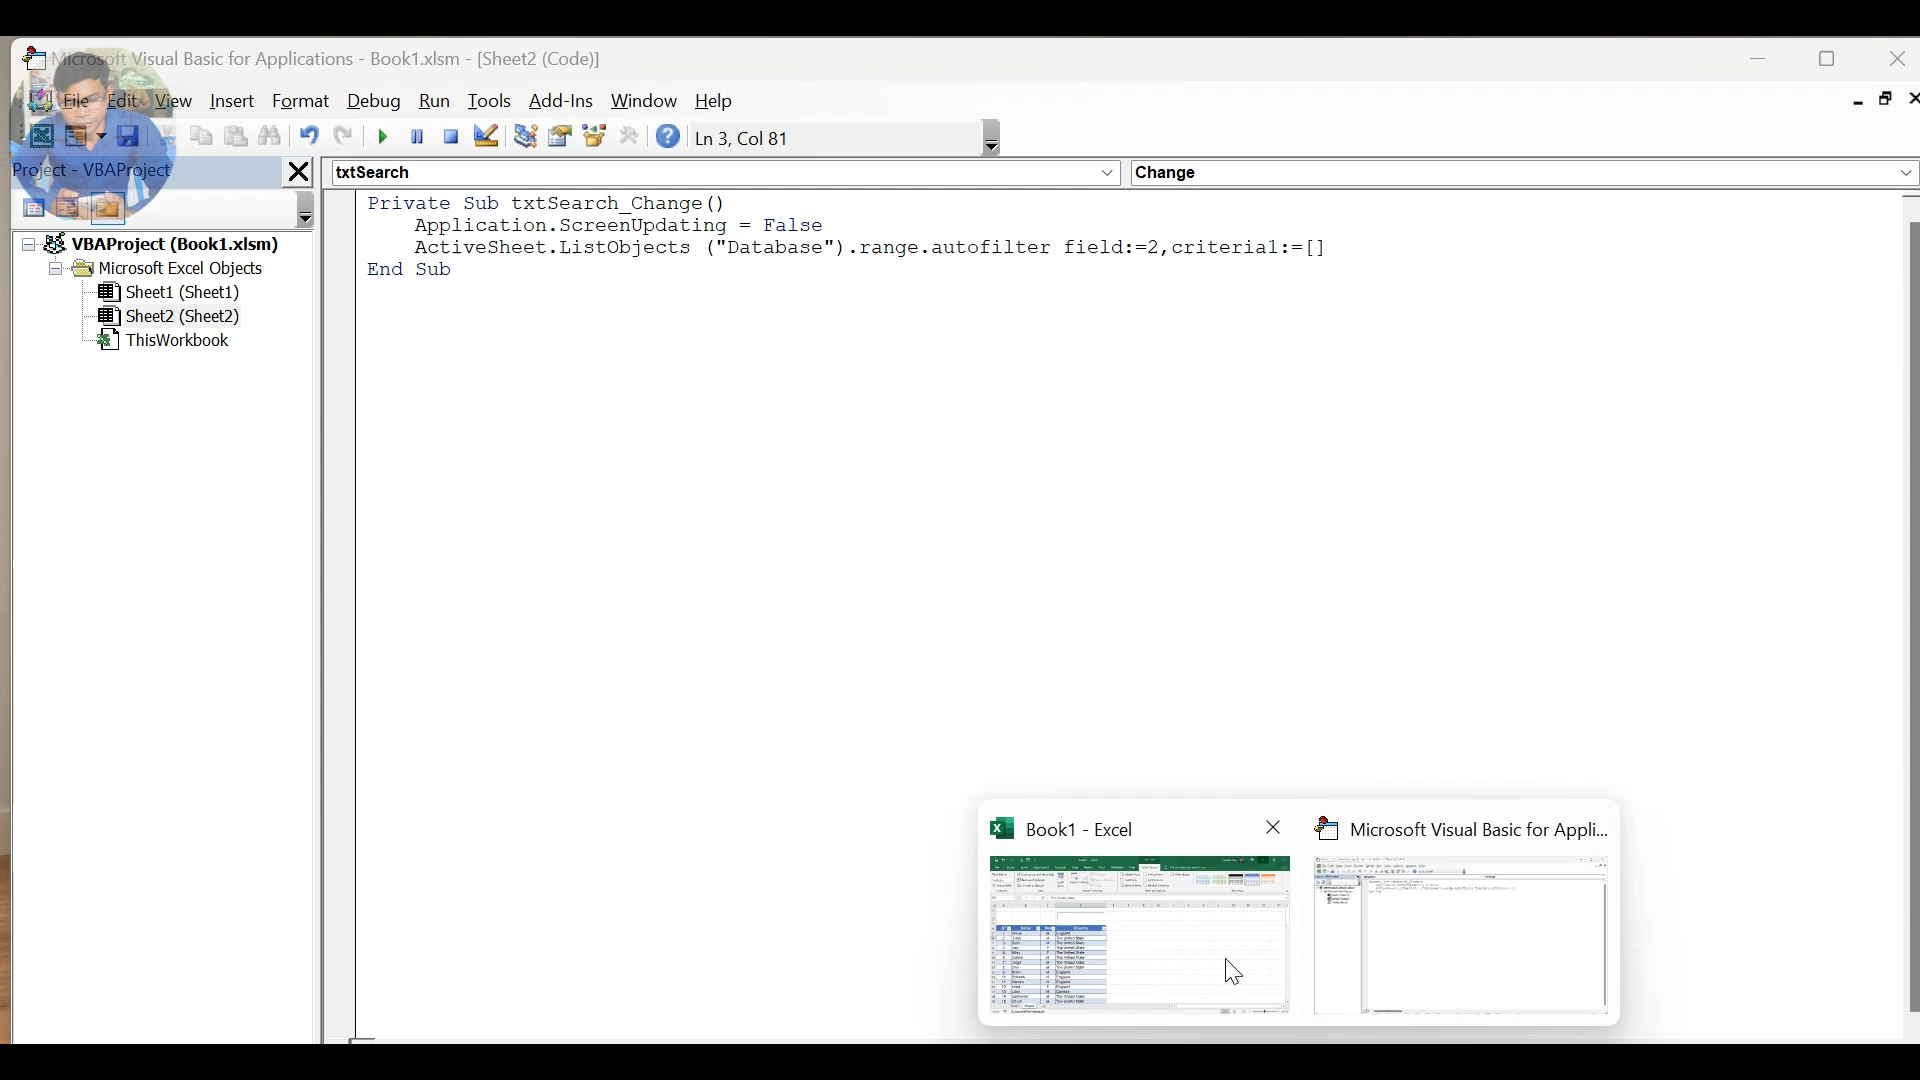 Microsoft Visual Basic for Applications - Book1.xlsm - [Sheet2 (Code)]
File Edit View Insert Format Debug Run Tools Add-Ins Window Help
Ln 3, Col 81
Project - VBAProject
txtSearch
Change
Private Sub txtSearch_Change()
Application.ScreenUpdating = False
ActiveSheet.ListObjects ("Database").range.autofilter field:=2,criteria1:=[]
End Sub
VBAProject (Book1.xlsm)
Microsoft Excel Objects
Sheet1 (Sheet1)
Sheet2 (Sheet2)
ThisWorkbook
Book1 - Excel
Microsoft Visual Basic for Appli...